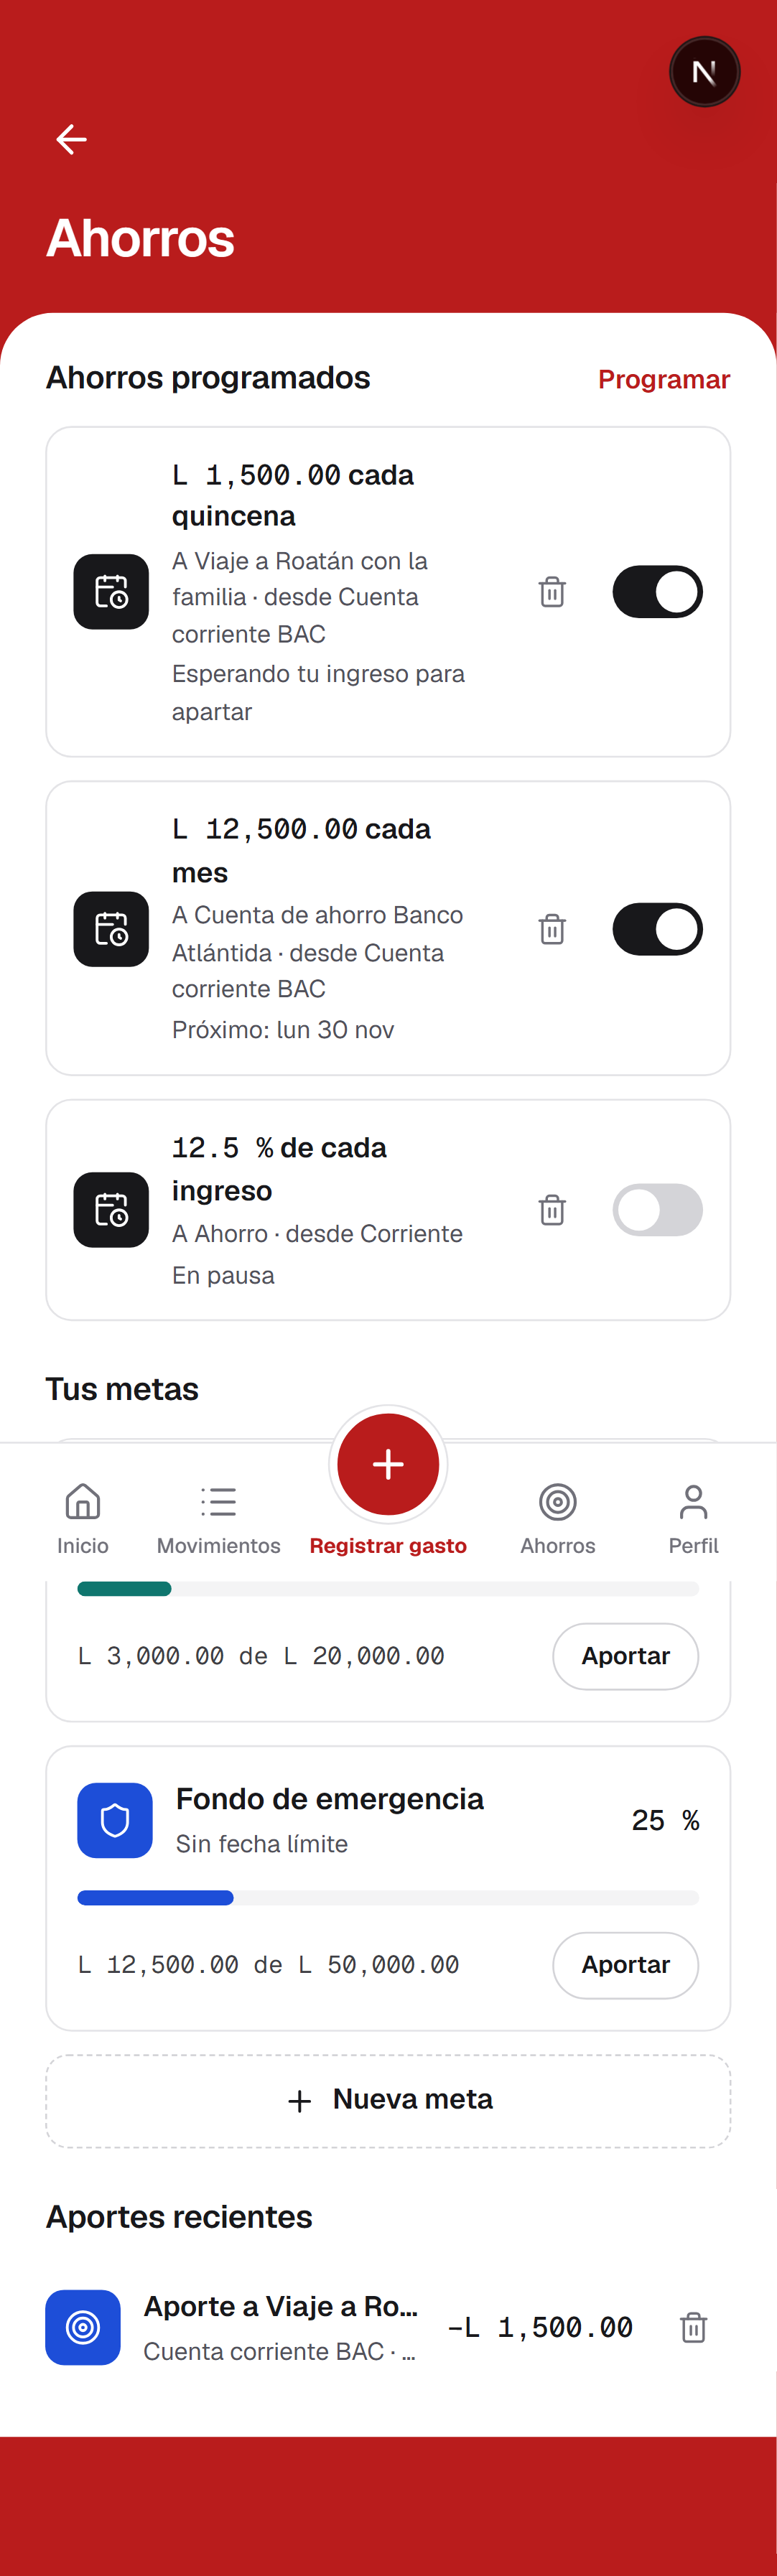 N
Ahorros
Ahorros programados
Programar
L 1,500.00 cada
quincena
A Viaje a Roatán con la
familia · desde Cuenta
corriente BAC
Esperando tu ingreso para
apartar
L 12,500.00 cada
mes
A Cuenta de ahorro Banco
Atlántida · desde Cuenta
corriente BAC
Próximo: lun 30 nov
12.5 % de cada
ingreso
A Ahorro · desde Corriente
En pausa
Tus metas
Inicio
Movimientos
Registrar gasto
Ahorros
Perfil
L 3,000.00 de L 20,000.00
Aportar
Fondo de emergencia
Sin fecha límite
25 %
L 12,500.00 de L 50,000.00
Aportar
+ Nueva meta
Aportes recientes
Aporte a Viaje a Ro...
Cuenta corriente BAC · ...
−L 1,500.00